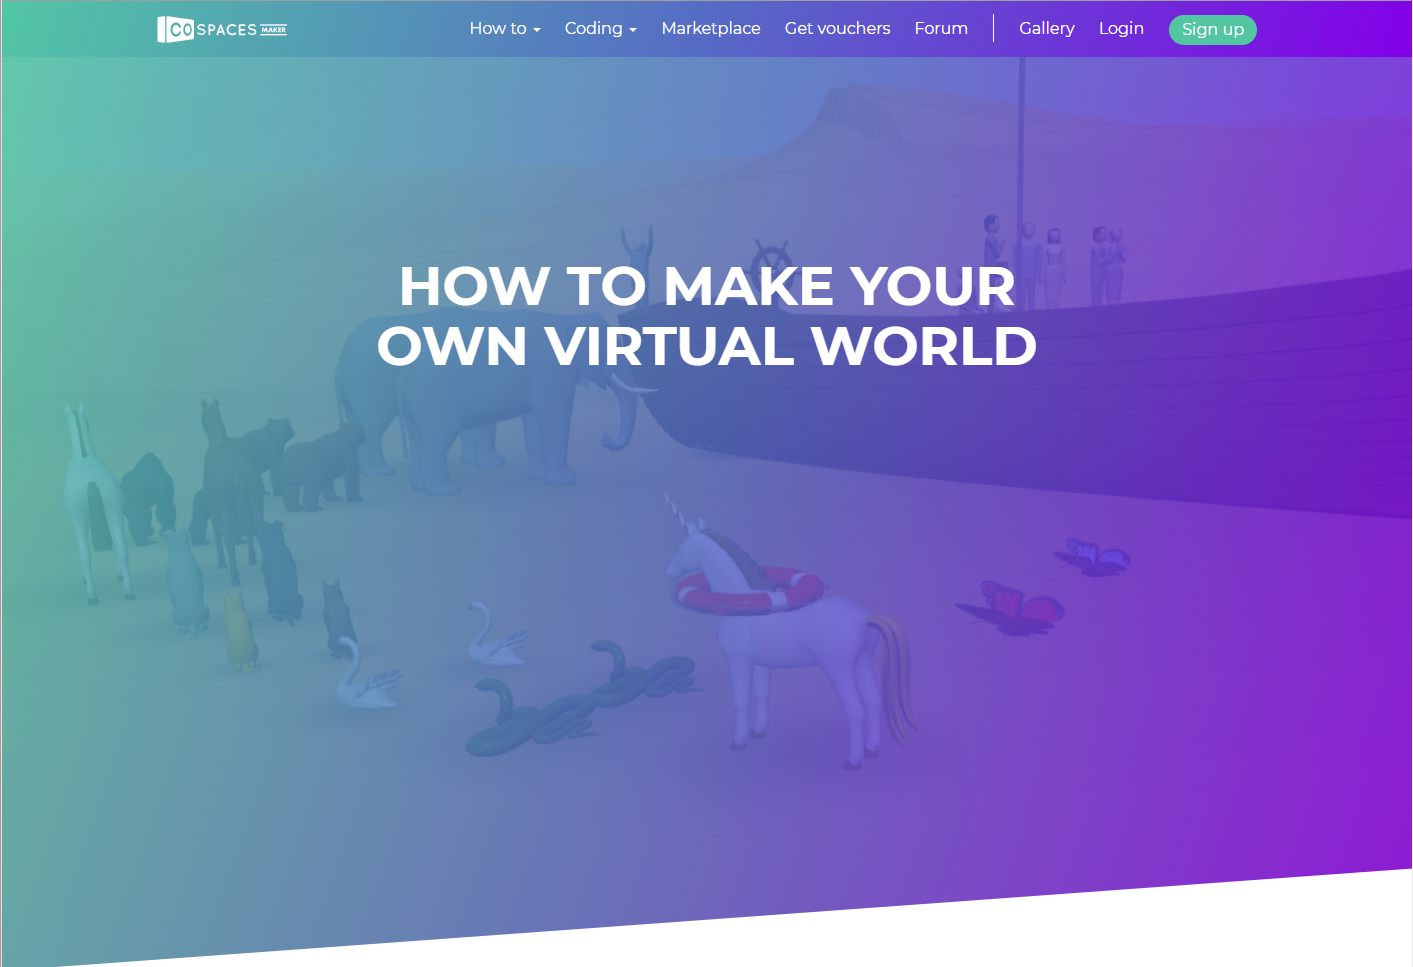 CO SPACES MAKER
How to Coding Marketplace Get vouchers Forum Gallery Login Sign up
HOW TO MAKE YOUR
OWN VIRTUAL WORLD